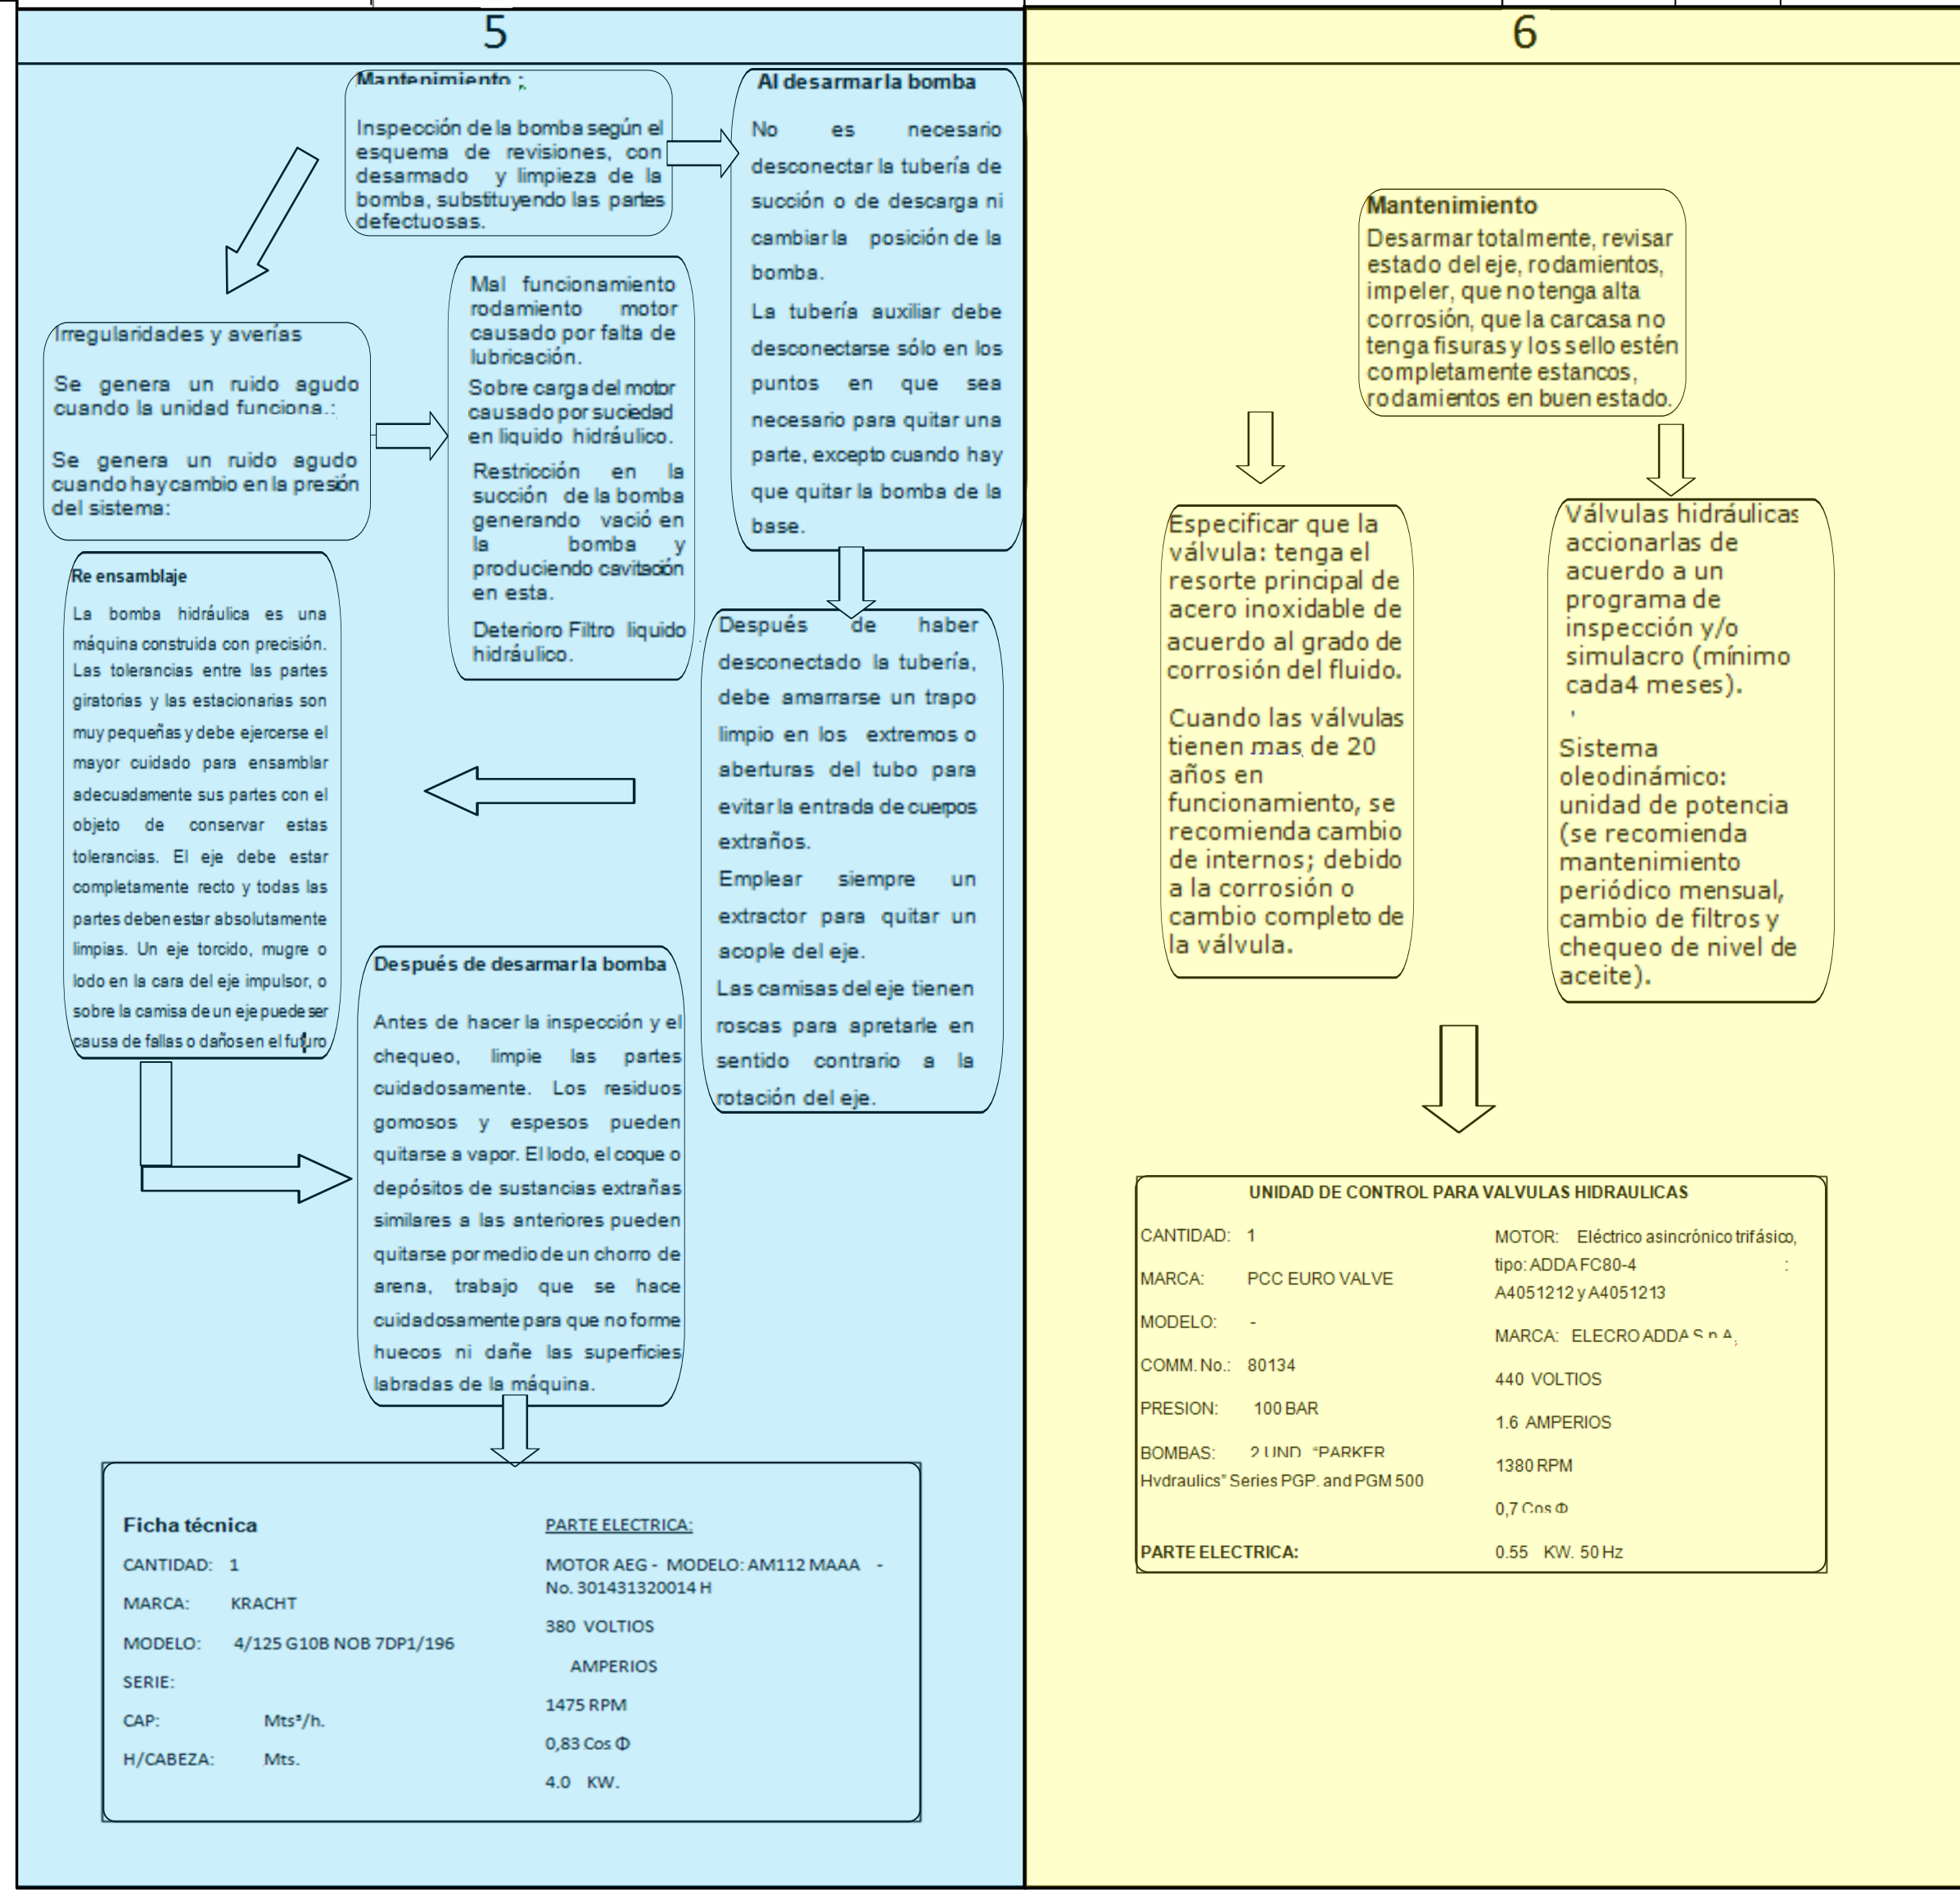 5
Mantenimiento :
Inspección de la bomba según el
esquema de revisiones, con
desarmado y limpieza de la
bomba, substituyendo las partes
defectuosas.
Al desarmar la bomba
No es necesario
desconectar la tubería de
succión o de descarga ni
cambiar la posición de la
bomba.
La tubería auxiliar debe
desconectarse sólo en los
puntos en que sea
necesario para quitar una
parte, excepto cuando hay
que quitar la bomba de la
base.
Irregularidades y averías
Se genera un ruido agudo
cuando la unidad funciona.:
Se genera un ruido agudo
cuando hay cambio en la presión
del sistema:
Mal funcionamiento
rodamiento motor
causado por falta de
lubricación.
Sobre carga del motor
causado por suciedad
en liquido hidráulico.
Restricción en la
succión de la bomba
generando vació en
la bomba y
produciendo cavitación
en esta.
Deterioro Filtro liquido
hidráulico.
Después de haber
desconectado la tubería,
debe amarrarse un trapo
limpio en los extremos o
aberturas del tubo para
evitar la entrada de cuerpos
extraños.
Emplear siempre un
extractor para quitar un
acople del eje.
Las camisas del eje tienen
roscas para apretarle en
sentido contrario a la
rotación del eje.
Re ensamblaje
La bomba hidráulica es una
máquina construida con precisión.
Las tolerancias entre las partes
giratorias y las estacionarias son
muy pequeñas y debe ejercerse el
mayor cuidado para ensamblar
adecuadamente sus partes con el
objeto de conservar estas
tolerancias. El eje debe estar
completamente recto y todas las
partes deben estar absolutamente
limpias. Un eje torcido, mugre o
lodo en la cara del eje impulsor, o
sobre la camisa de un eje puede ser
causa de fallas o daños en el futuro
Después de desarmar la bomba
Antes de hacer la inspección y el
chequeo, limpie las partes
cuidadosamente. Los residuos
gomosos y espesos pueden
quitarse a vapor. El lodo, el coque o
depósitos de sustancias extrañas
similares a las anteriores pueden
quitarse por medio de un chorro de
arena, trabajo que se hace
cuidadosamente para que no forme
huecos ni dañe las superficies
labradas de la máquina.
Ficha técnica
CANTIDAD: 1
MARCA: KRACHT
MODELO: 4/125 G10B NOB 7DP1/196
SERIE:
CAP: Mts³/h.
H/CABEZA: Mts.
PARTE ELECTRICA:
MOTOR AEG - MODELO: AM112 MAAA -
No. 301431320014 H
380 VOLTIOS
AMPERIOS
1475 RPM
0,83 Cos Φ
4.0 KW.
6
Mantenimiento
Desarmar totalmente, revisar
estado del eje, rodamientos,
impeler, que no tenga alta
corrosión, que la carcasa no
tenga fisuras y los sello estén
completamente estancos,
rodamientos en buen estado.
Especificar que la
válvula: tenga el
resorte principal de
acero inoxidable de
acuerdo al grado de
corrosión del fluido.
Cuando las válvulas
tienen mas de 20
años en
funcionamiento, se
recomienda cambio
de internos; debido
a la corrosión o
cambio completo de
la válvula.
Válvulas hidráulicas
accionarlas de
acuerdo a un
programa de
inspección y/o
simulacro (mínimo
cada4 meses).
Sistema
oleodinámico:
unidad de potencia
(se recomienda
mantenimiento
periódico mensual,
cambio de filtros y
chequeo de nivel de
aceite).
UNIDAD DE CONTROL PARA VALVULAS HIDRAULICAS
CANTIDAD: 1
MARCA: PCC EURO VALVE
MODELO: -
COMM. No.: 80134
PRESION: 100 BAR
BOMBAS: 2 UND. "PARKER
Hydraulics" Series PGP. and PGM 500
PARTE ELECTRICA:
MOTOR: Eléctrico asincrónico trifásico,
tipo: ADDA FC80-4 :
A4051212 y A4051213
MARCA: ELECRO ADDA S.p.A.
440 VOLTIOS
1.6 AMPERIOS
1380 RPM
0,7 Cos Φ
0.55 KW. 50 Hz